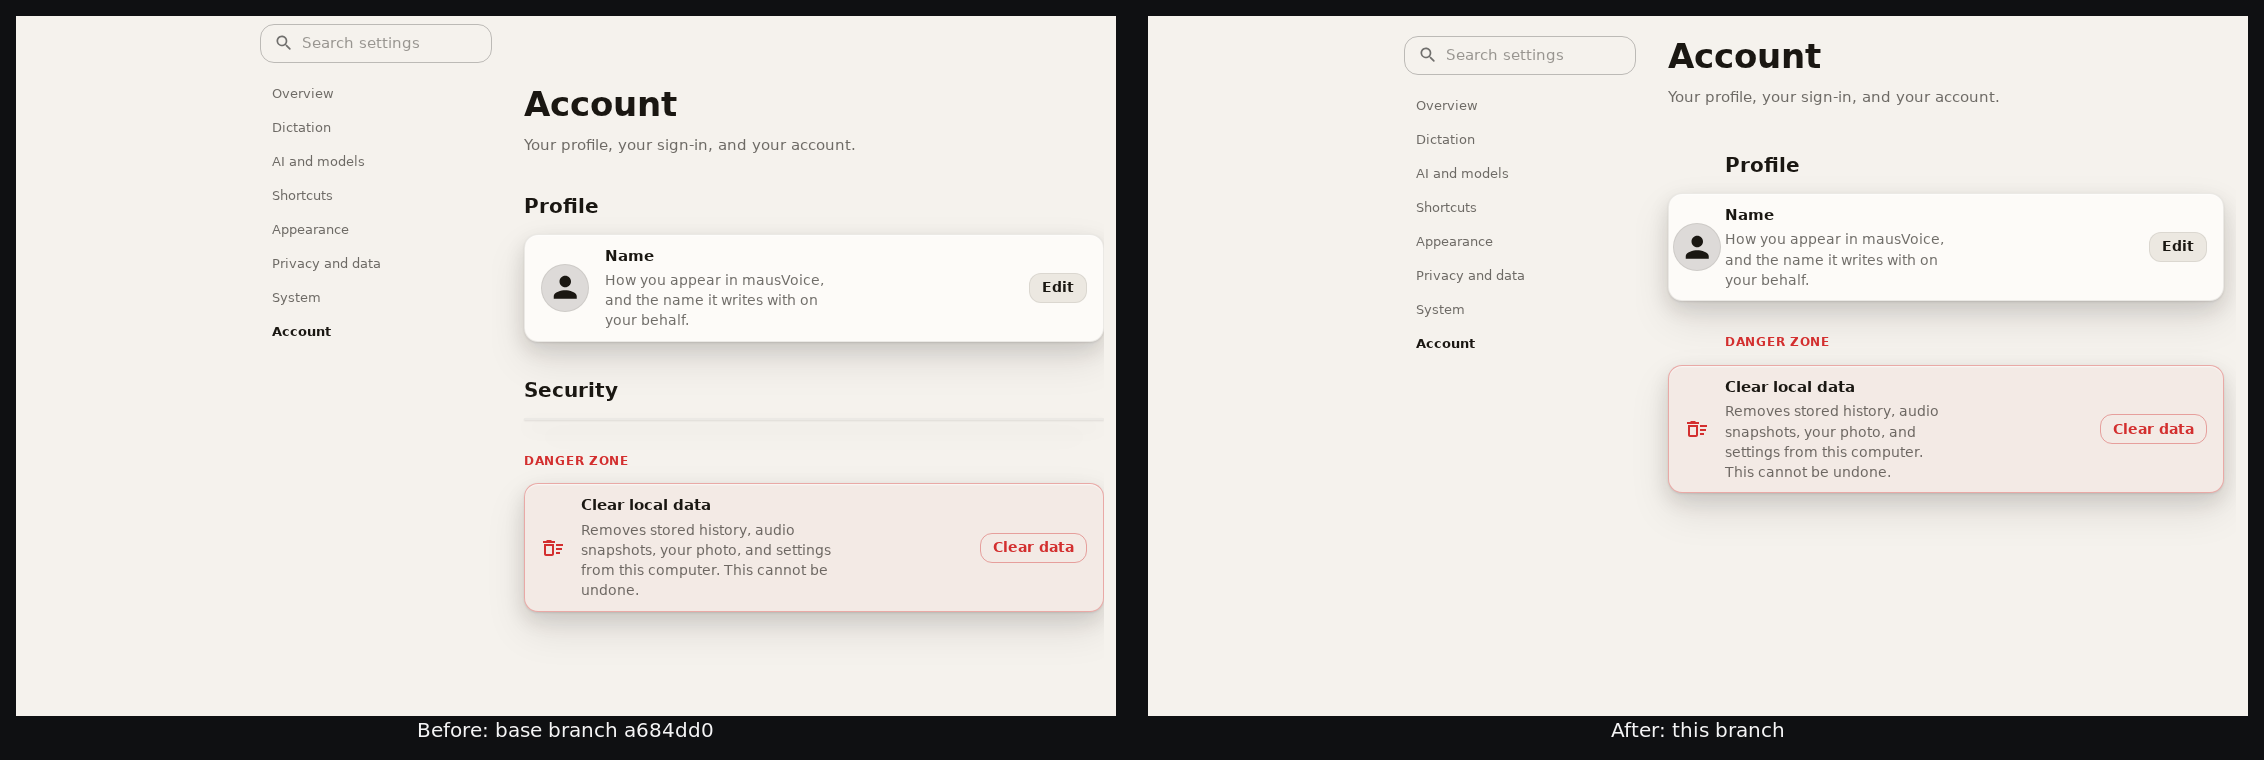 Search settings
Overview
Dictation
AI and models
Shortcuts
Appearance
Privacy and data
System
Account
Account
Your profile, your sign-in, and your account.
Profile
Name
How you appear in mausVoice,
and the name it writes with on
your behalf.
Edit
Security
DANGER ZONE
Clear local data
Removes stored history, audio
snapshots, your photo, and settings
from this computer. This cannot be
undone.
Clear data
Before: base branch a684dd0
Search settings
Overview
Dictation
AI and models
Shortcuts
Appearance
Privacy and data
System
Account
Account
Your profile, your sign-in, and your account.
Profile
Name
How you appear in mausVoice,
and the name it writes with on
your behalf.
Edit
DANGER ZONE
Clear local data
Removes stored history, audio
snapshots, your photo, and
settings from this computer.
This cannot be undone.
Clear data
After: this branch